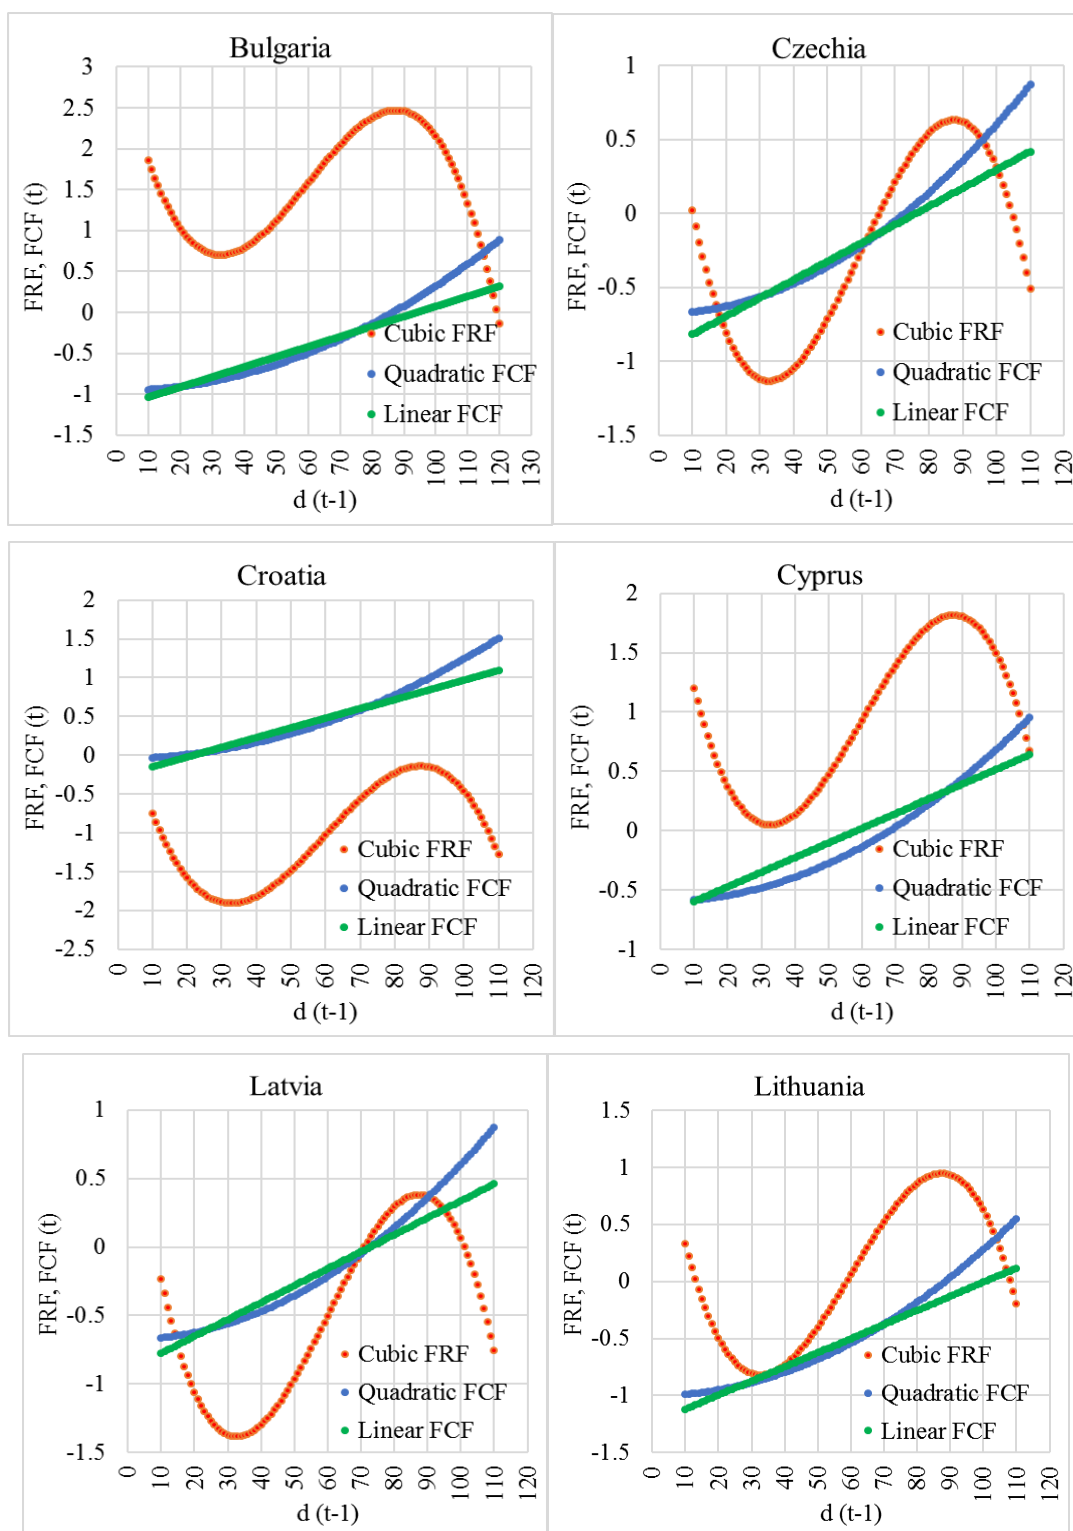 Bulgaria
3
2.5
2
1.5
1
0.5
0
-0.5
-1
-1.5
FRF, FCF (t)
Cubic FRF
Quadratic FCF
Linear FCF
0 10 20 30 40 50 60 70 80 90 100 110 120 130
d (t-1)
Czechia
1
0.5
0
-0.5
-1
-1.5
FRF, FCF (t)
Cubic FRF
Quadratic FCF
Linear FCF
0 10 20 30 40 50 60 70 80 90 100 110 120
d (t-1)
Croatia
2
1.5
1
0.5
0
-0.5
-1
-1.5
-2
-2.5
FRF, FCF (t)
Cubic FRF
Quadratic FCF
Linear FCF
0 10 20 30 40 50 60 70 80 90 100 110 120
d (t-1)
Cyprus
2
1.5
1
0.5
0
-0.5
-1
FRF, FCF (t)
Cubic FRF
Quadratic FCF
Linear FCF
0 10 20 30 40 50 60 70 80 90 100 110 120
d (t-1)
Latvia
1
0.5
0
-0.5
-1
-1.5
FRF, FCF (t)
Cubic FRF
Quadratic FCF
Linear FCF
0 10 20 30 40 50 60 70 80 90 100 110 120
d (t-1)
Lithuania
1.5
1
0.5
0
-0.5
-1
-1.5
FRF, FCF (t)
Cubic FRF
Quadratic FCF
Linear FCF
0 10 20 30 40 50 60 70 80 90 100 110 120
d (t-1)